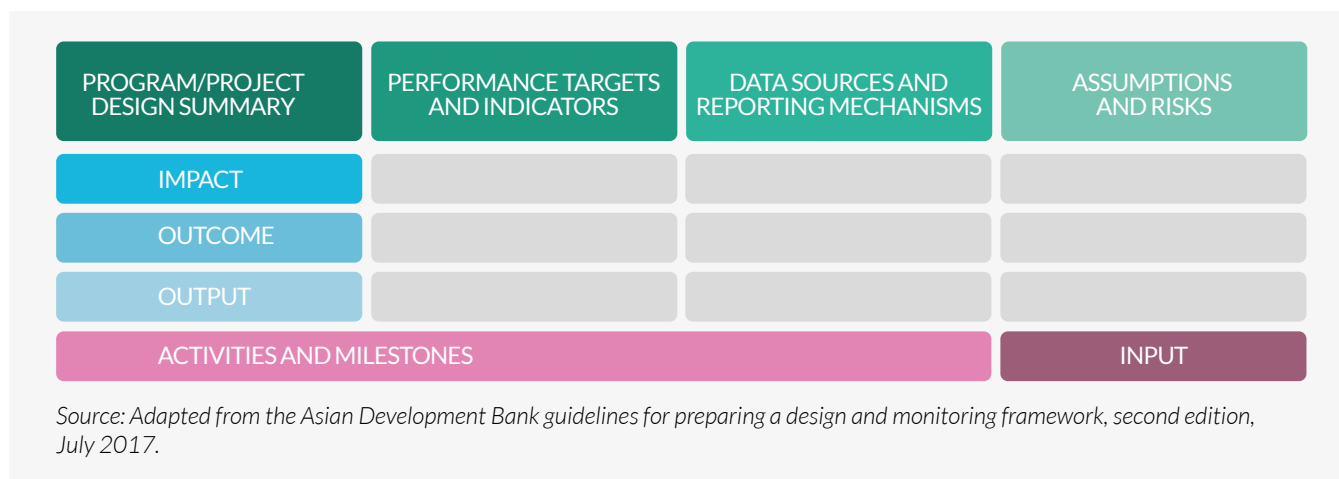 PROGRAM/PROJECT
DESIGN SUMMARY
PERFORMANCE TARGETS
AND INDICATORS
DATA SOURCES AND
REPORTING MECHANISMS
ASSUMPTIONS
AND RISKS
IMPACT
OUTCOME
OUTPUT
ACTIVITIES AND MILESTONES
INPUT
Source: Adapted from the Asian Development Bank guidelines for preparing a design and monitoring framework, second edition,
July 2017.